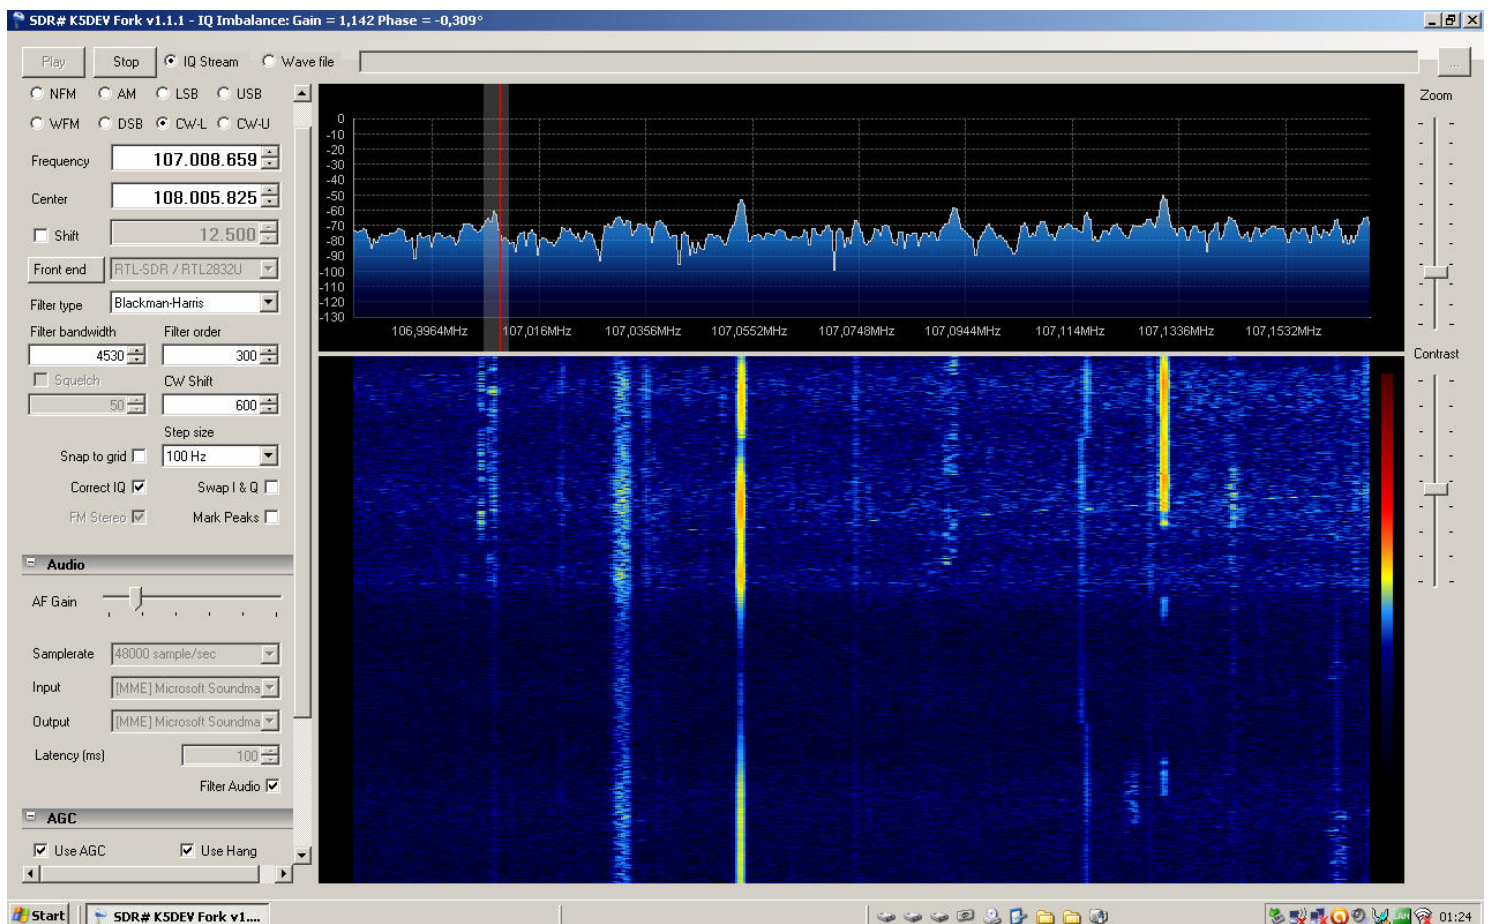 SDR# K5DEV Fork v1.1.1 - IQ Imbalance: Gain = 1,142 Phase = -0,309°
Play Stop IQ Stream Wave file ...
NFM AM LSB USB
WFM DSB CW-L CW-U
Frequency 107.008.659
Center 108.005.825
Shift 12.500
Front end RTL-SDR / RTL2832U
Filter type Blackman-Harris
Filter bandwidth Filter order
4530 300
Squelch CW Shift
50 600
Step size
Snap to grid 100 Hz
Correct IQ Swap I & Q
FM Stereo Mark Peaks
Audio
AF Gain
Samplerate 48000 sample/sec
Input [MME] Microsoft Soundma
Output [MME] Microsoft Soundma
Latency (ms) 100
Filter Audio
AGC
Use AGC Use Hang
0
-10
-20
-30
-40
-50
-60
-70
-80
-90
-100
-110
-120
-130
106,9964MHz 107,016MHz 107,0356MHz 107,0552MHz 107,0748MHz 107,0944MHz 107,114MHz 107,1336MHz 107,1532MHz
Zoom
Contrast
Start SDR# K5DEV Fork v1.... LAN 01:24